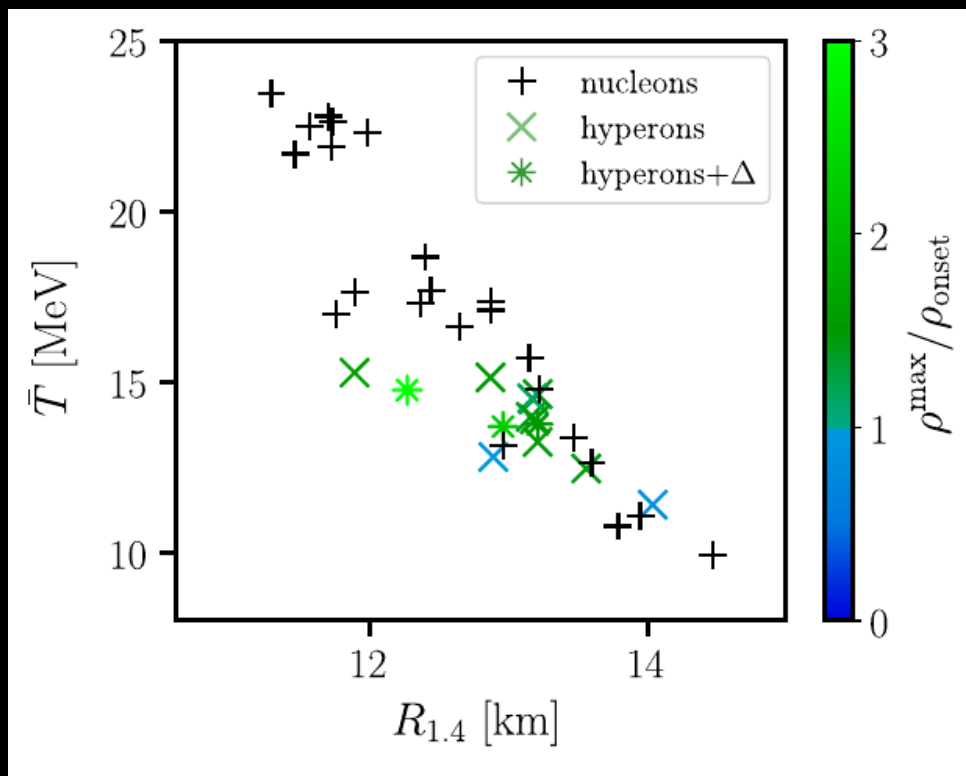 25
20
15
10
T̄ [MeV]
12
14
R₁.₄ [km]
nucleons
hyperons
hyperons+Δ
3
2
1
0
ρᵐᵃˣ/ρₒₙₛₑₜ